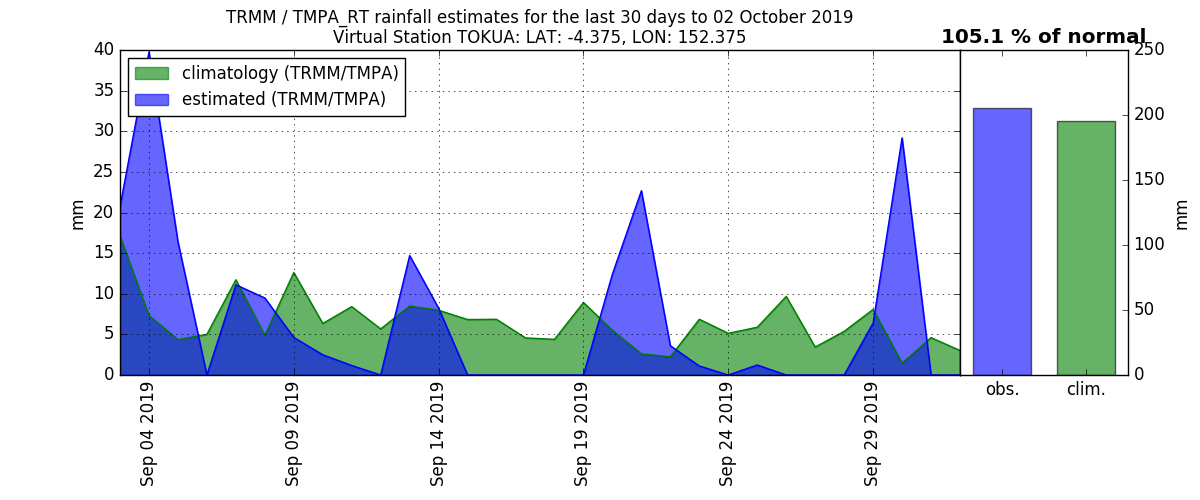 TRMM / TMPA_RT rainfall estimates for the last 30 days to 02 October 2019
Virtual Station TOKUA: LAT: -4.375, LON: 152.375
105.1 % of normal
climatology (TRMM/TMPA)
estimated (TRMM/TMPA)
mm
40
35
30
25
20
15
10
5
0
Sep 04 2019
Sep 09 2019
Sep 14 2019
Sep 19 2019
Sep 24 2019
Sep 29 2019
250
200
150
100
50
0
mm
obs.
clim.